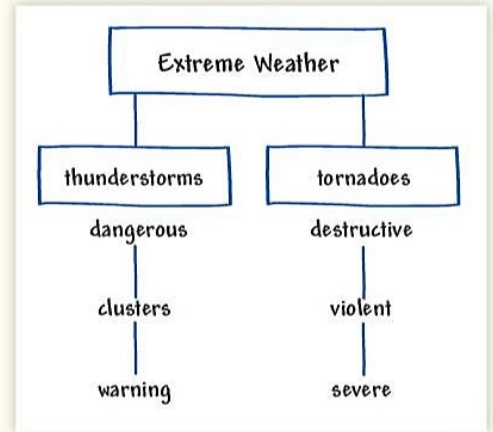 Extreme Weather
thunderstorms
dangerous
clusters
warning
tornadoes
destructive
violent
severe